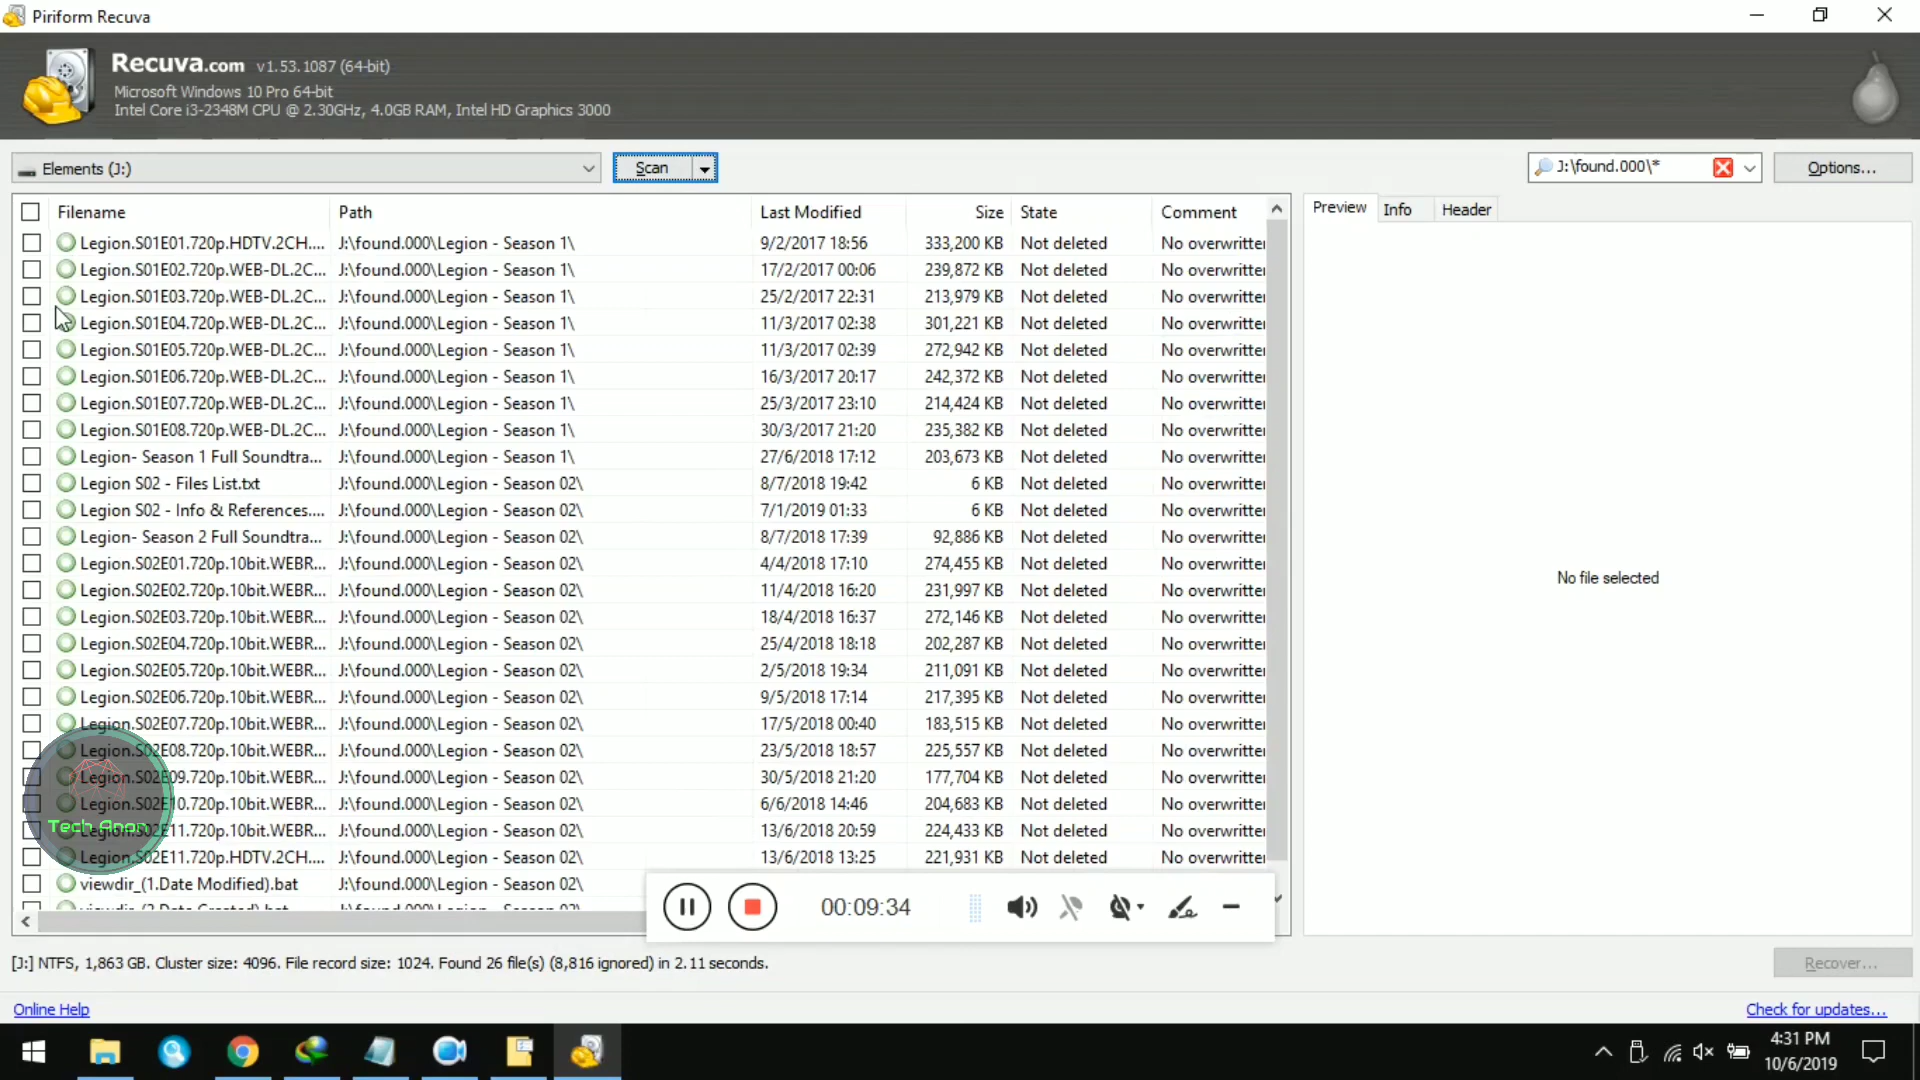 Piriform Recuva
Recuva.com v1.53.1087 (64-bit)
Microsoft Windows 10 Pro 64-bit
Intel Core i3-2348M CPU @ 2.30GHz, 4.0GB RAM, Intel HD Graphics 3000
Elements (J:) Scan J:\found.000\* Options...
Filename Path Last Modified Size State Comment Preview Info Header
Legion.S01E01.720p.HDTV.2CH.... J:\found.000\Legion - Season 1\ 9/2/2017 18:56 333,200 KB Not deleted No overwritte
Legion.S01E02.720p.WEB-DL.2C... J:\found.000\Legion - Season 1\ 17/2/2017 00:06 239,872 KB Not deleted No overwritte
Legion.S01E03.720p.WEB-DL.2C... J:\found.000\Legion - Season 1\ 25/2/2017 22:31 213,979 KB Not deleted No overwritte
Legion.S01E04.720p.WEB-DL.2C... J:\found.000\Legion - Season 1\ 11/3/2017 02:38 301,221 KB Not deleted No overwritte
Legion.S01E05.720p.WEB-DL.2C... J:\found.000\Legion - Season 1\ 11/3/2017 02:39 272,942 KB Not deleted No overwritte
Legion.S01E06.720p.WEB-DL.2C... J:\found.000\Legion - Season 1\ 16/3/2017 20:17 242,372 KB Not deleted No overwritte
Legion.S01E07.720p.WEB-DL.2C... J:\found.000\Legion - Season 1\ 25/3/2017 23:10 214,424 KB Not deleted No overwritte
Legion.S01E08.720p.WEB-DL.2C... J:\found.000\Legion - Season 1\ 30/3/2017 21:20 235,382 KB Not deleted No overwritte
Legion- Season 1 Full Soundtra... J:\found.000\Legion - Season 1\ 27/6/2018 17:12 203,673 KB Not deleted No overwritte
Legion S02 - Files List.txt J:\found.000\Legion - Season 02\ 8/7/2018 19:42 6 KB Not deleted No overwritte
Legion S02 - Info & References.... J:\found.000\Legion - Season 02\ 7/1/2019 01:33 6 KB Not deleted No overwritte
Legion- Season 2 Full Soundtra... J:\found.000\Legion - Season 02\ 8/7/2018 17:39 92,886 KB Not deleted No overwritte
Legion.S02E01.720p.10bit.WEBR... J:\found.000\Legion - Season 02\ 4/4/2018 17:10 274,455 KB Not deleted No overwritte
No file selected
Legion.S02E02.720p.10bit.WEBR... J:\found.000\Legion - Season 02\ 11/4/2018 16:20 231,997 KB Not deleted No overwritte
Legion.S02E03.720p.10bit.WEBR... J:\found.000\Legion - Season 02\ 18/4/2018 16:37 272,146 KB Not deleted No overwritte
Legion.S02E04.720p.10bit.WEBR... J:\found.000\Legion - Season 02\ 25/4/2018 18:18 202,287 KB Not deleted No overwritte
Legion.S02E05.720p.10bit.WEBR... J:\found.000\Legion - Season 02\ 2/5/2018 19:34 211,091 KB Not deleted No overwritte
Legion.S02E06.720p.10bit.WEBR... J:\found.000\Legion - Season 02\ 9/5/2018 17:14 217,395 KB Not deleted No overwritte
Legion.S02E07.720p.10bit.WEBR... J:\found.000\Legion - Season 02\ 17/5/2018 00:40 183,515 KB Not deleted No overwritte
Legion.S02E08.720p.10bit.WEBR... J:\found.000\Legion - Season 02\ 23/5/2018 18:57 225,557 KB Not deleted No overwritte
Legion.S02E09.720p.10bit.WEBR... J:\found.000\Legion - Season 02\ 30/5/2018 21:20 177,704 KB Not deleted No overwritte
Legion.S02E10.720p.10bit.WEBR... J:\found.000\Legion - Season 02\ 6/6/2018 14:46 204,683 KB Not deleted No overwritte
Tech Anon
Legion.S02E11.720p.10bit.WEBR... J:\found.000\Legion - Season 02\ 13/6/2018 20:59 224,433 KB Not deleted No overwritte
Legion.S02E11.720p.HDTV.2CH.... J:\found.000\Legion - Season 02\ 13/6/2018 13:25 221,931 KB Not deleted No overwritte
viewdir_(1.Date Modified).bat J:\found.000\Legion - Season 02\
00:09:34
[J:] NTFS, 1,863 GB. Cluster size: 4096. File record size: 1024. Found 26 file(s) (8,816 ignored) in 2.11 seconds. Recover...
Online Help Check for updates...
4:31 PM
10/6/2019